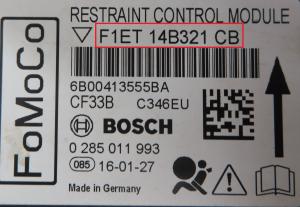 RESTRAINT CONTROL MODULE
F1ET 14B321 CB
FoMoCo
6B00413555BA
CF33B C346EU
BOSCH
0 285 011 993
085 16-01-27
Made in Germany